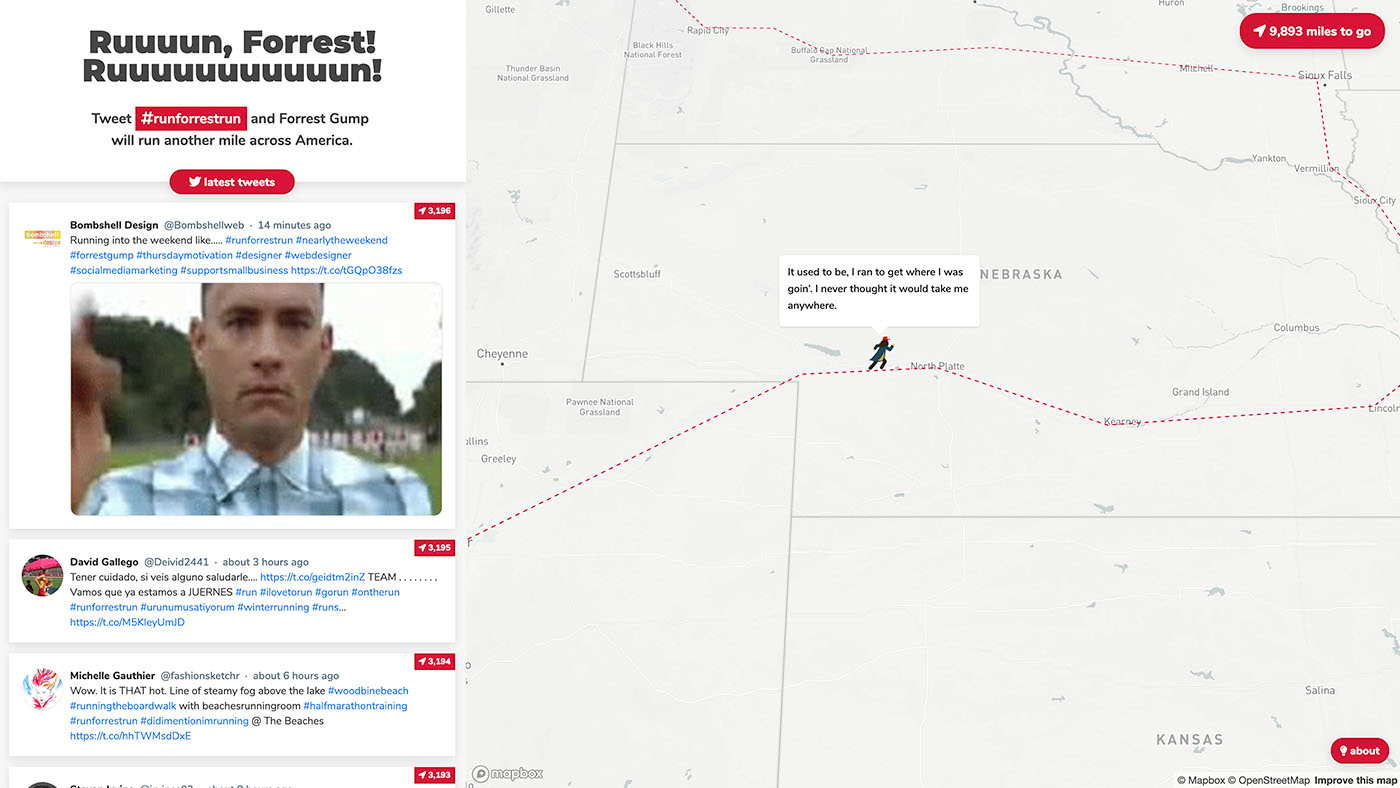 Ruuuun, Forrest!
Ruuuuuuuuuuun!
Tweet #runforrestrun and Forrest Gump
will run another mile across America.
latest tweets
3,196
Bombshell Design @Bombshellweb · 14 minutes ago
Running into the weekend like..... #runforrestrun #nearlytheweekend
#forrestgump #thursdaymotivation #designer #webdesigner
#socialmediamarketing #supportsmallbusiness https://t.co/tGQpO38fzs
bombshell
design
3,195
David Gallego @Deivid2441 · about 3 hours ago
Tener cuidado, si veis alguno saludarle.... https://t.co/geidtm2inZ TEAM . . . . . . . .
Vamos que ya estamos a JUERNES #run #ilovetorun #gorun #ontherun
#runforrestrun #urunumusatiyorum #winterrunning #runs...
https://t.co/M5KleyUmJD
3,194
Michelle Gauthier @fashionsketchr · about 6 hours ago
Wow. It is THAT hot. Line of steamy fog above the lake #woodbinebeach
#runningtheboardwalk with beachesrunningroom #halfmarathontraining
#runforrestrun #didimentionimrunning @ The Beaches
https://t.co/hhTWMsdDxE
3,193
9,893 miles to go
Gillette
Huron
Brookings
Rapid City
Black Hills
National Forest
Buffalo Gap National
Grassland
Thunder Basin
National Grassland
Mitchell
Sioux Falls
Yankton
Vermillion
Sioux City
Scottsbluff
NEBRASKA
It used to be, I ran to get where I was
goin'. I never thought it would take me
anywhere.
Columbus
Cheyenne
North Platte
Grand Island
Pawnee National
Grassland
Lincoln
Kearney
ollins
Greeley
Salina
KANSAS
about
mapbox
© Mapbox © OpenStreetMap Improve this map